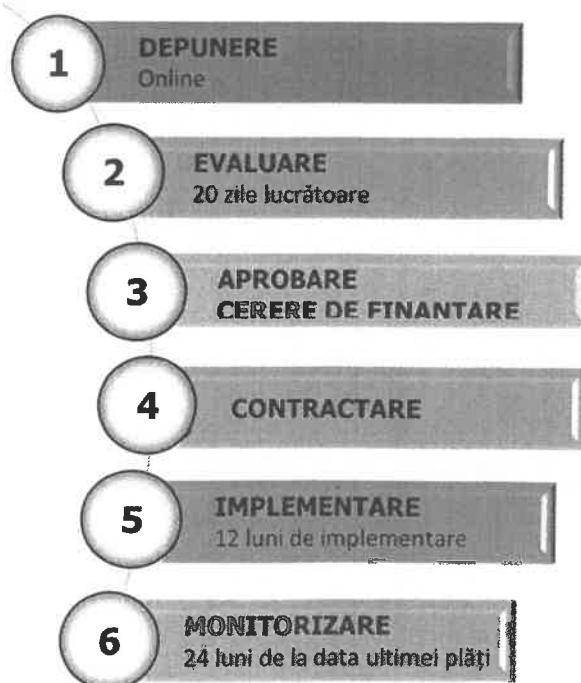 1
DEPUNERE
Online
2
EVALUARE
20 zile lucrătoare
3
APROBARE
CERERE DE FINANTARE
4
CONTRACTARE
5
IMPLEMENTARE
12 luni de implementare
6
MONITORIZARE
24 luni de la data ultimei plăți